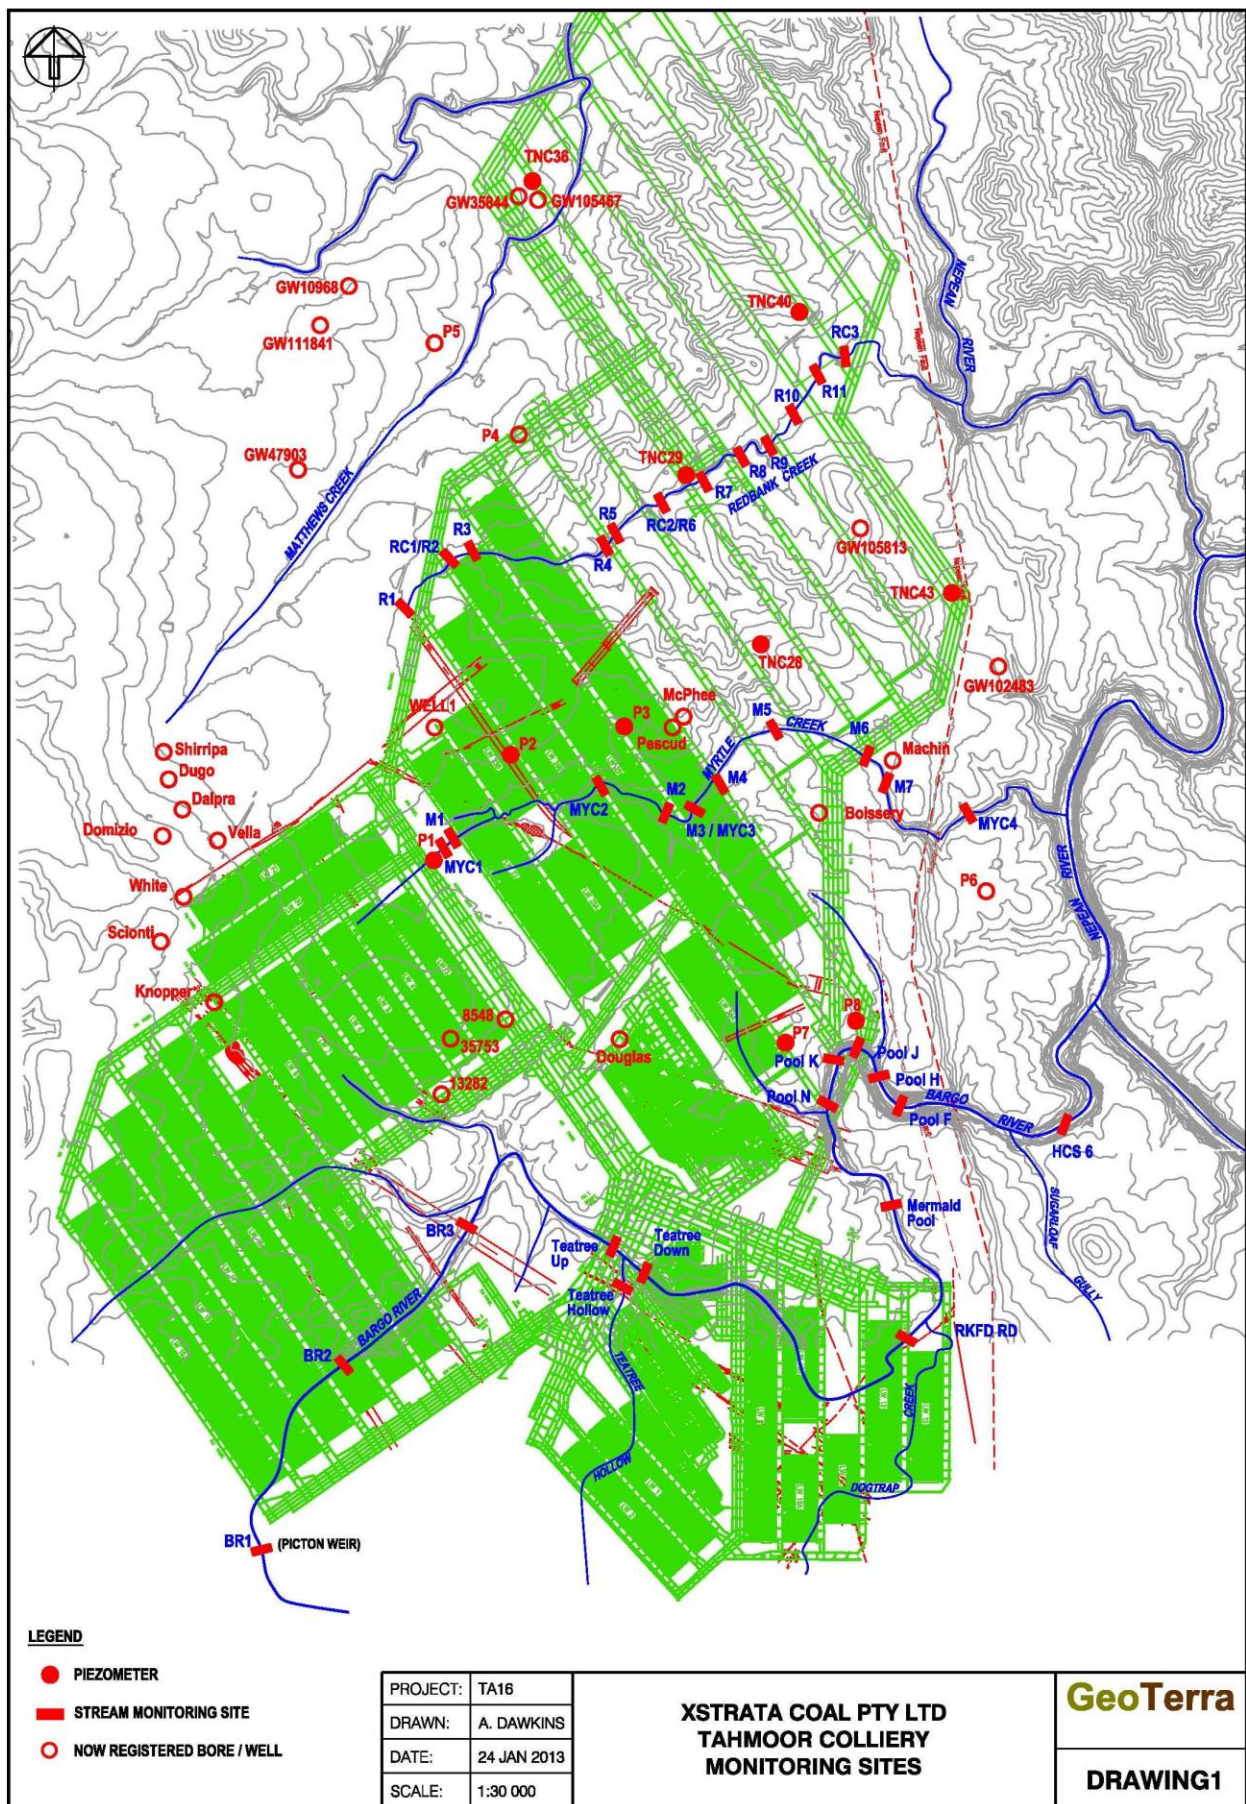 TNC36
GW35844
GW105467
NEPEAN
RIVER
GW10968
GW111841
P5
TNC40
RC3
R11
R10
P4
R9
R8
TNC29
R7
REDBANK CREEK
GW47903
MATTHEWS CREEK
R5
RC2/R6
R4
R3
RC1/R2
R1
GW105813
TNC43
TNC28
GW102483
WELL1
P3
McPhee
Pescud
P2
M5
CREEK
M6
Machin
M7
MYRTLE
M4
M2
M3 / MYC3
MYC2
Boissery
MYC4
Shirripa
Dugo
Dalpra
Domizio
Vella
M1
P1
MYC1
White
Scionti
P6
RIVER
NEPEAN
Knopper
8548
35753
Douglas
P8
P7
Pool K
Pool J
Pool H
Pool N
BARGO
Pool F
RIVER
HCS 6
13282
SUGARLOAF
GULLY
Mermaid
Pool
BR3
Teatree
Up
Teatree
Down
Teatree
Hollow
BARGO RIVER
BR2
RKFD RD
TEATREE
CREEK
HOLLOW
DOGTRAP
BR1
(PICTON WEIR)
LEGEND
PIEZOMETER
STREAM MONITORING SITE
NOW REGISTERED BORE / WELL
PROJECT: TA16
DRAWN: A. DAWKINS
DATE: 24 JAN 2013
SCALE: 1:30 000
XSTRATA COAL PTY LTD
TAHMOOR COLLIERY
MONITORING SITES
GeoTerra
DRAWING1